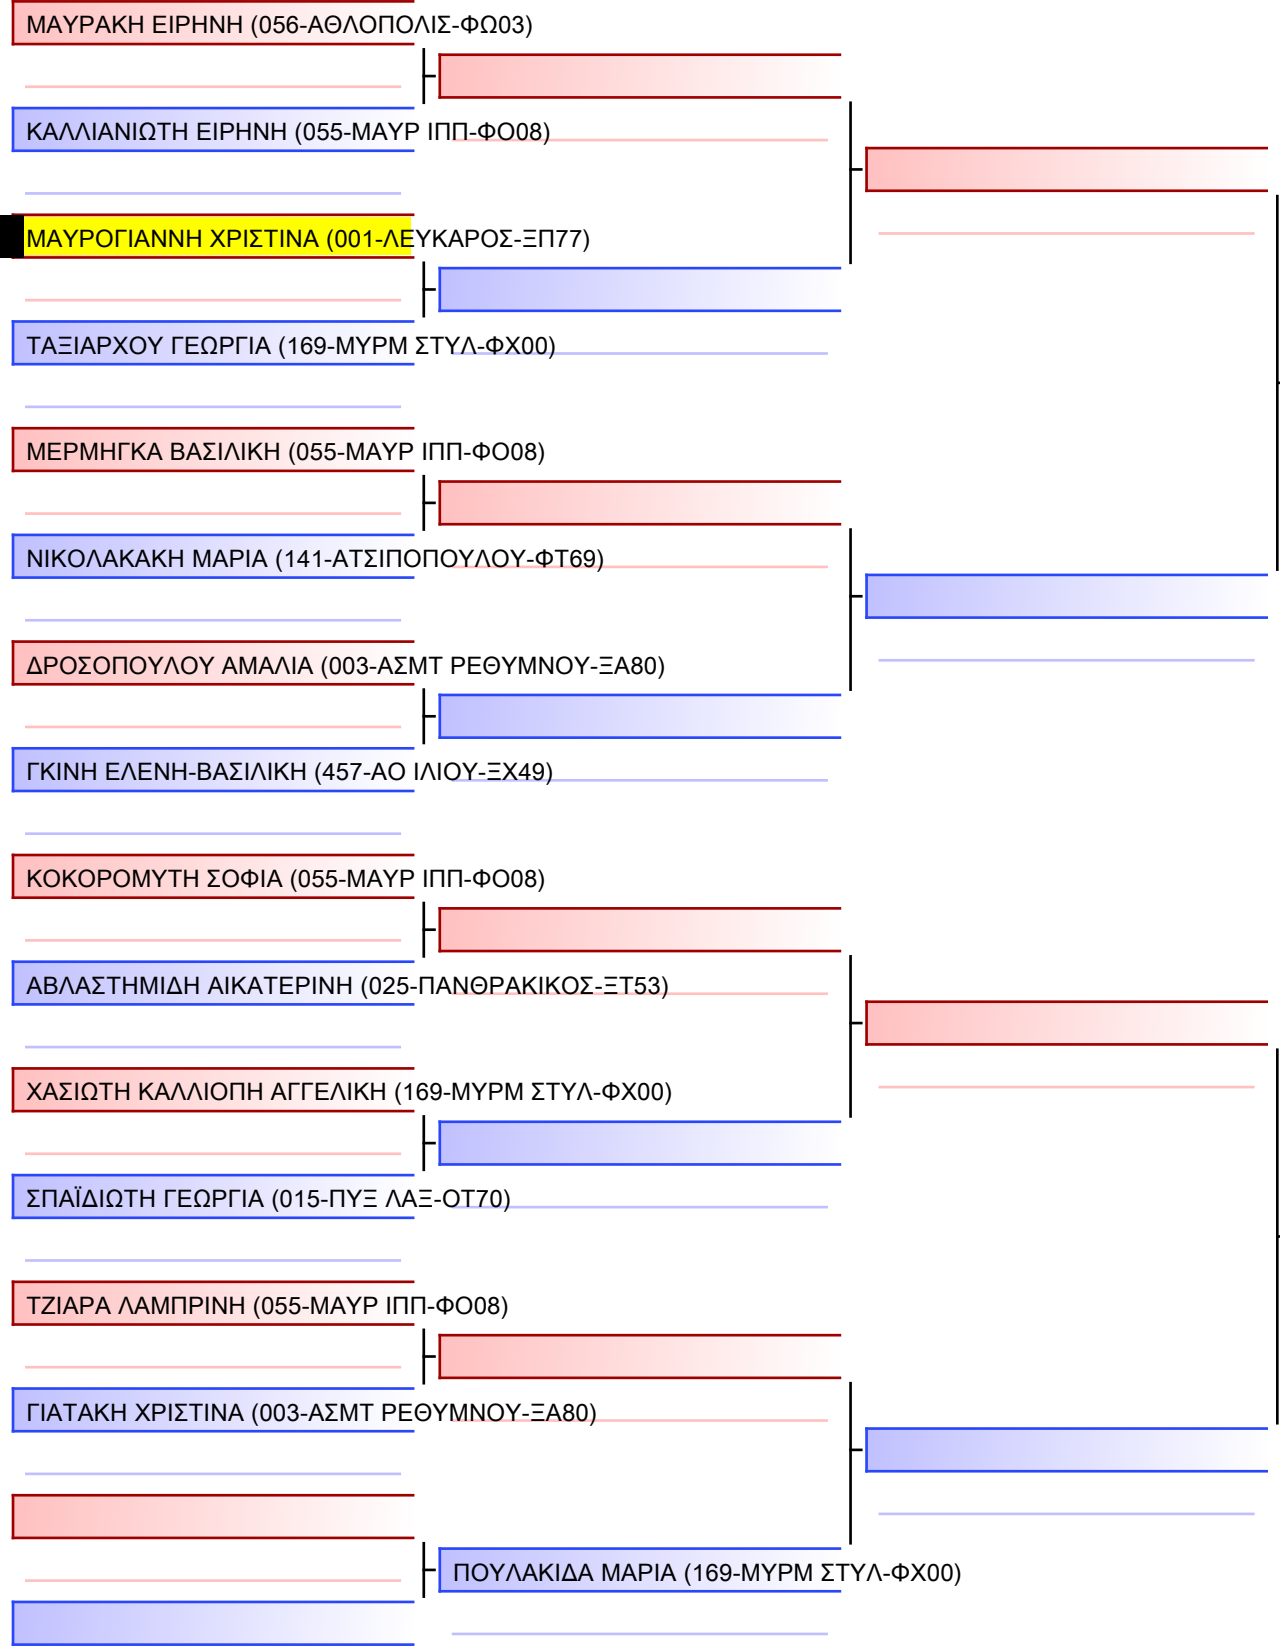 ΜΑΥΡΑΚΗ ΕΙΡΗΝΗ (056-ΑΘΛΟΠΟΛΙΣ-ΦΩ03)
ΚΑΛΛΙΑΝΙΩΤΗ ΕΙΡΗΝΗ (055-ΜΑΥΡ ΙΠΠ-ΦΟ08)
ΜΑΥΡΟΓΙΑΝΝΗ ΧΡΙΣΤΙΝΑ (001-ΛΕΥΚΑΡΟΣ-ΞΠ77)
ΤΑΞΙΑΡΧΟΥ ΓΕΩΡΓΙΑ (169-ΜΥΡΜ ΣΤΥΛ-ΦΧ00)
ΜΕΡΜΗΓΚΑ ΒΑΣΙΛΙΚΗ (055-ΜΑΥΡ ΙΠΠ-ΦΟ08)
ΝΙΚΟΛΑΚΑΚΗ ΜΑΡΙΑ (141-ΑΤΣΙΠΟΠΟΥΛΟΥ-ΦΤ69)
ΔΡΟΣΟΠΟΥΛΟΥ ΑΜΑΛΙΑ (003-ΑΣΜΤ ΡΕΘΥΜΝΟΥ-ΞΑ80)
ΓΚΙΝΗ ΕΛΕΝΗ-ΒΑΣΙΛΙΚΗ (457-ΑΟ ΙΛΙΟΥ-ΞΧ49)
ΚΟΚΟΡΟΜΥΤΗ ΣΟΦΙΑ (055-ΜΑΥΡ ΙΠΠ-ΦΟ08)
ΑΒΛΑΣΤΗΜΙΔΗ ΑΙΚΑΤΕΡΙΝΗ (025-ΠΑΝΘΡΑΚΙΚΟΣ-ΞΤ53)
ΧΑΣΙΩΤΗ ΚΑΛΛΙΟΠΗ ΑΓΓΕΛΙΚΗ (169-ΜΥΡΜ ΣΤΥΛ-ΦΧ00)
ΣΠΑΪΔΙΩΤΗ ΓΕΩΡΓΙΑ (015-ΠΥΞ ΛΑΞ-ΟΤ70)
ΤΖΙΑΡΑ ΛΑΜΠΡΙΝΗ (055-ΜΑΥΡ ΙΠΠ-ΦΟ08)
ΓΙΑΤΑΚΗ ΧΡΙΣΤΙΝΑ (003-ΑΣΜΤ ΡΕΘΥΜΝΟΥ-ΞΑ80)
ΠΟΥΛΑΚΙΔΑ ΜΑΡΙΑ (169-ΜΥΡΜ ΣΤΥΛ-ΦΧ00)